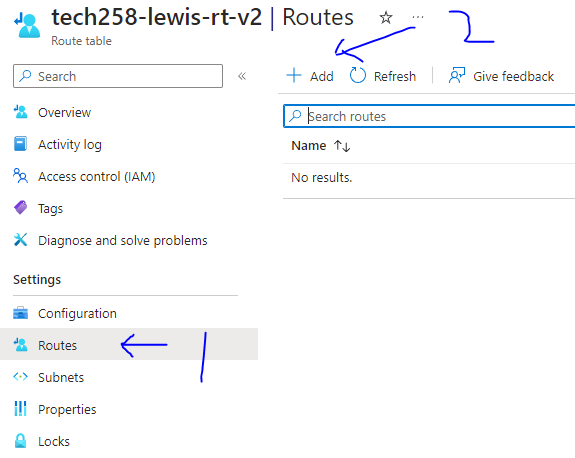 tech258-lewis-rt-v2 | Routes ☆ ...
Route table
2
Search «
+ Add Refresh | Give feedback
Search routes
Name ↑↓
No results.
Overview
Activity log
Access control (IAM)
Tags
Diagnose and solve problems
Settings
Configuration
Routes
1
Subnets
Properties
Locks